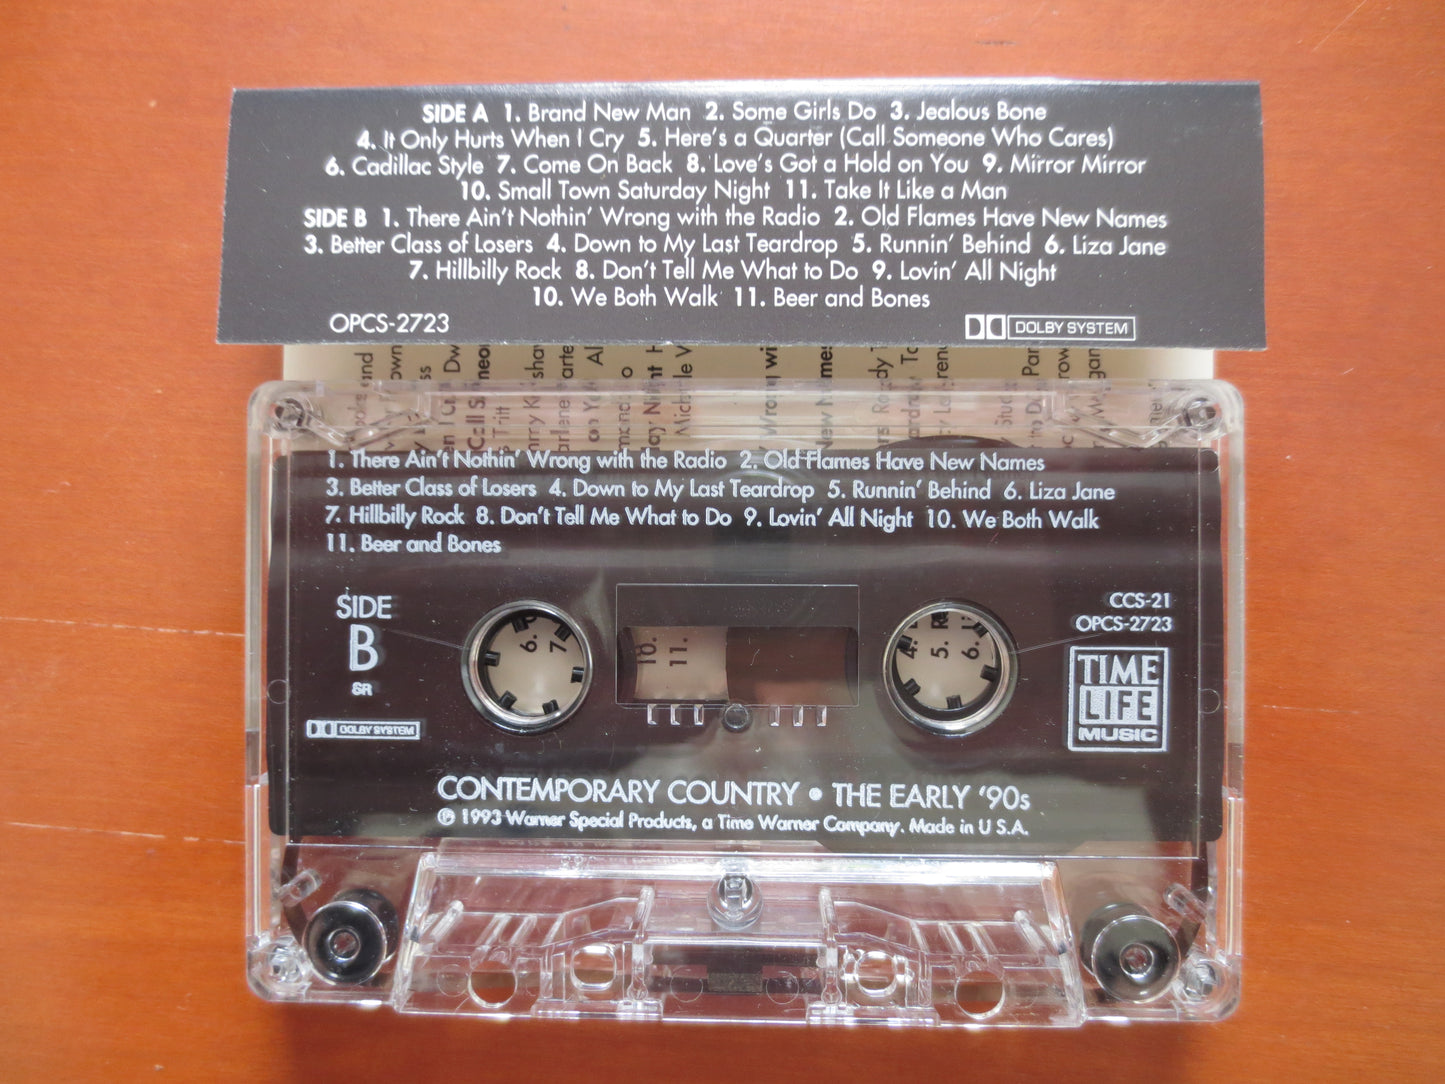 SIDE A 1. Brand New Man 2. Some Girls Do 3. Jealous Bone
4. It Only Hurts When I Cry 5. Here's a Quarter (Call Someone Who Cares)
6. Cadillac Style 7. Come On Back 8. Love's Got a Hold on You 9. Mirror Mirror
10. Small Town Saturday Night 11. Take It Like a Man
SIDE B 1. There Ain't Nothin' Wrong with the Radio 2. Old Flames Have New Names
3. Better Class of Losers 4. Down to My Last Teardrop 5. Runnin' Behind 6. Liza Jane
7. Hillbilly Rock 8. Don't Tell Me What to Do 9. Lovin' All Night
10. We Both Walk 11. Beer and Bones
OPCS-2723
DOLBY SYSTEM
1. There Ain't Nothin' Wrong with the Radio 2. Old Flames Have New Names
3. Better Class of Losers 4. Down to My Last Teardrop 5. Runnin' Behind 6. Liza Jane
7. Hillbilly Rock 8. Don't Tell Me What to Do 9. Lovin' All Night 10. We Both Walk
11. Beer and Bones
SIDE
B
SR
DOLBY SYSTEM
6.
7.
10.
11.
4.
5. R
6.
CCS-21
OPCS-2723
TIME
LIFE
MUSIC
CONTEMPORARY COUNTRY • THE EARLY '90s
℗ 1993 Warner Special Products, a Time Warner Company. Made in U.S.A.